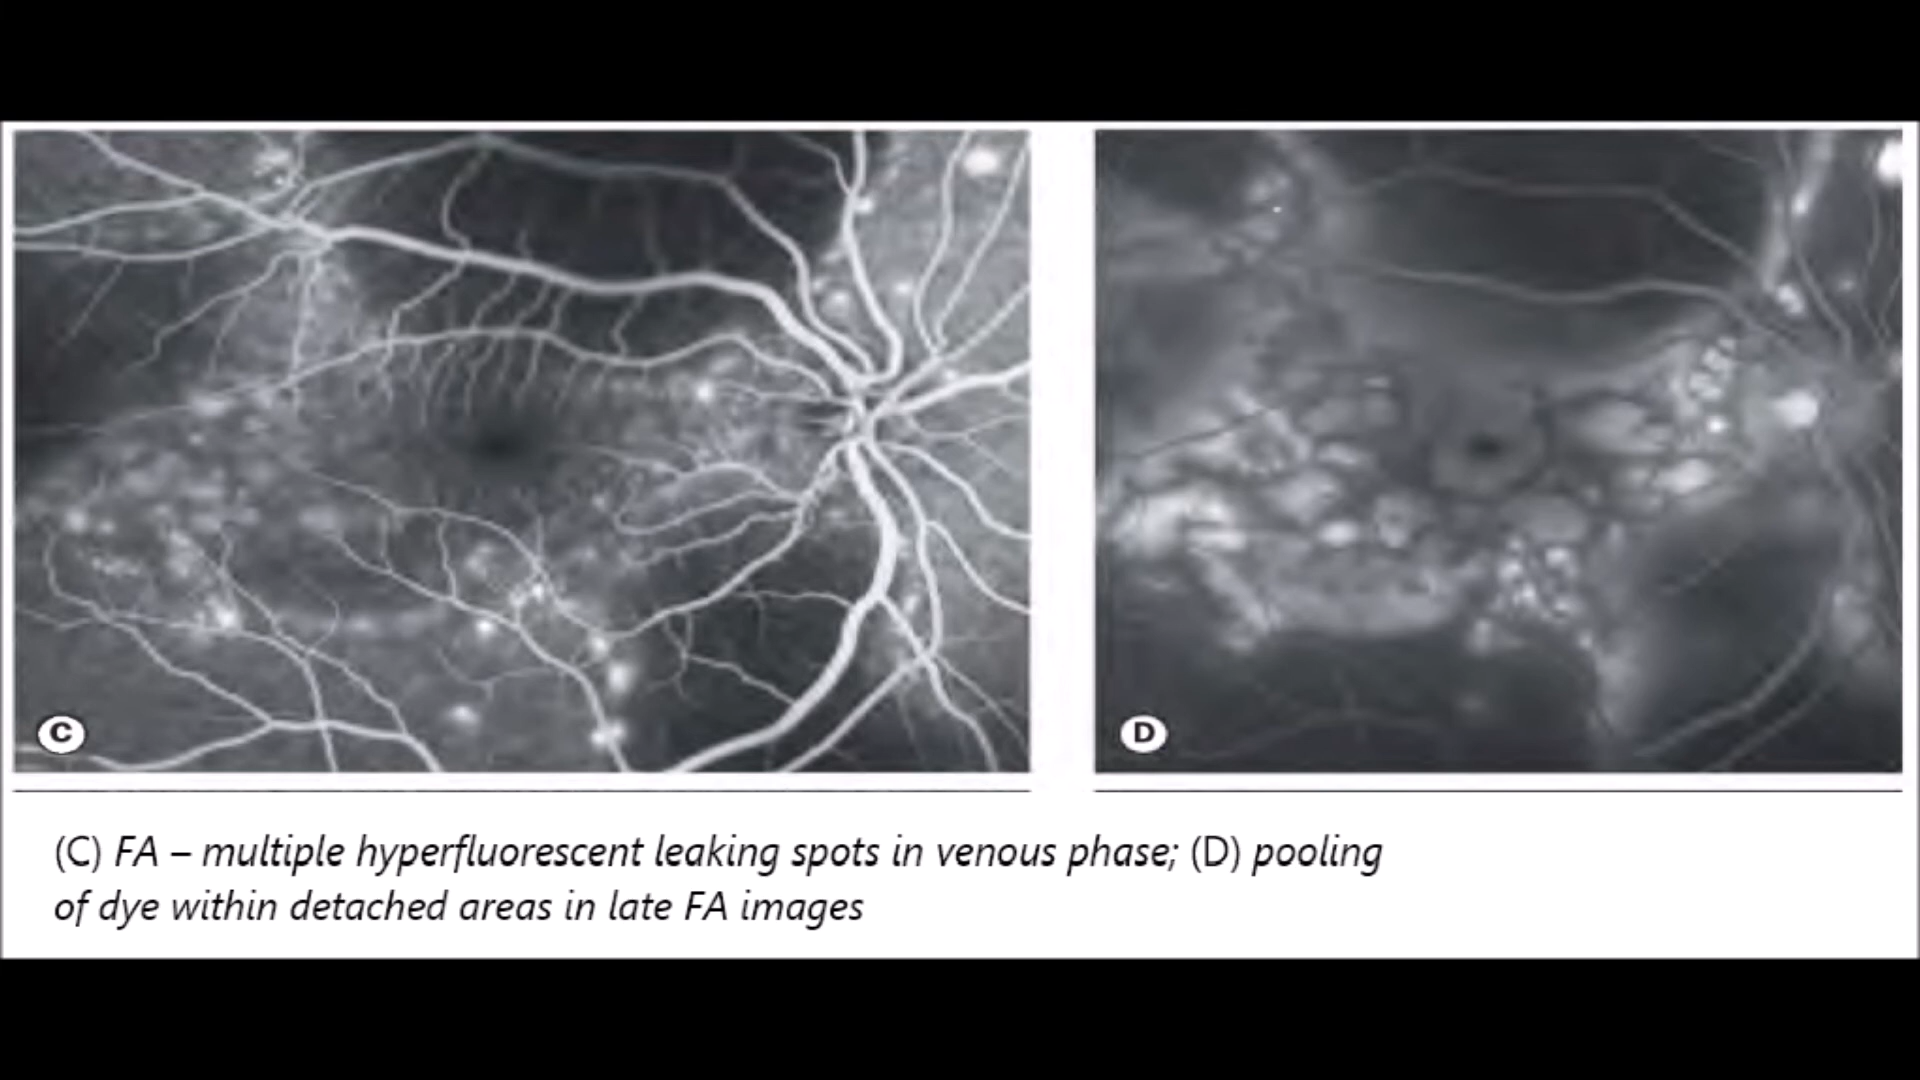 C
D
(C) FA – multiple hyperfluorescent leaking spots in venous phase; (D) pooling
of dye within detached areas in late FA images